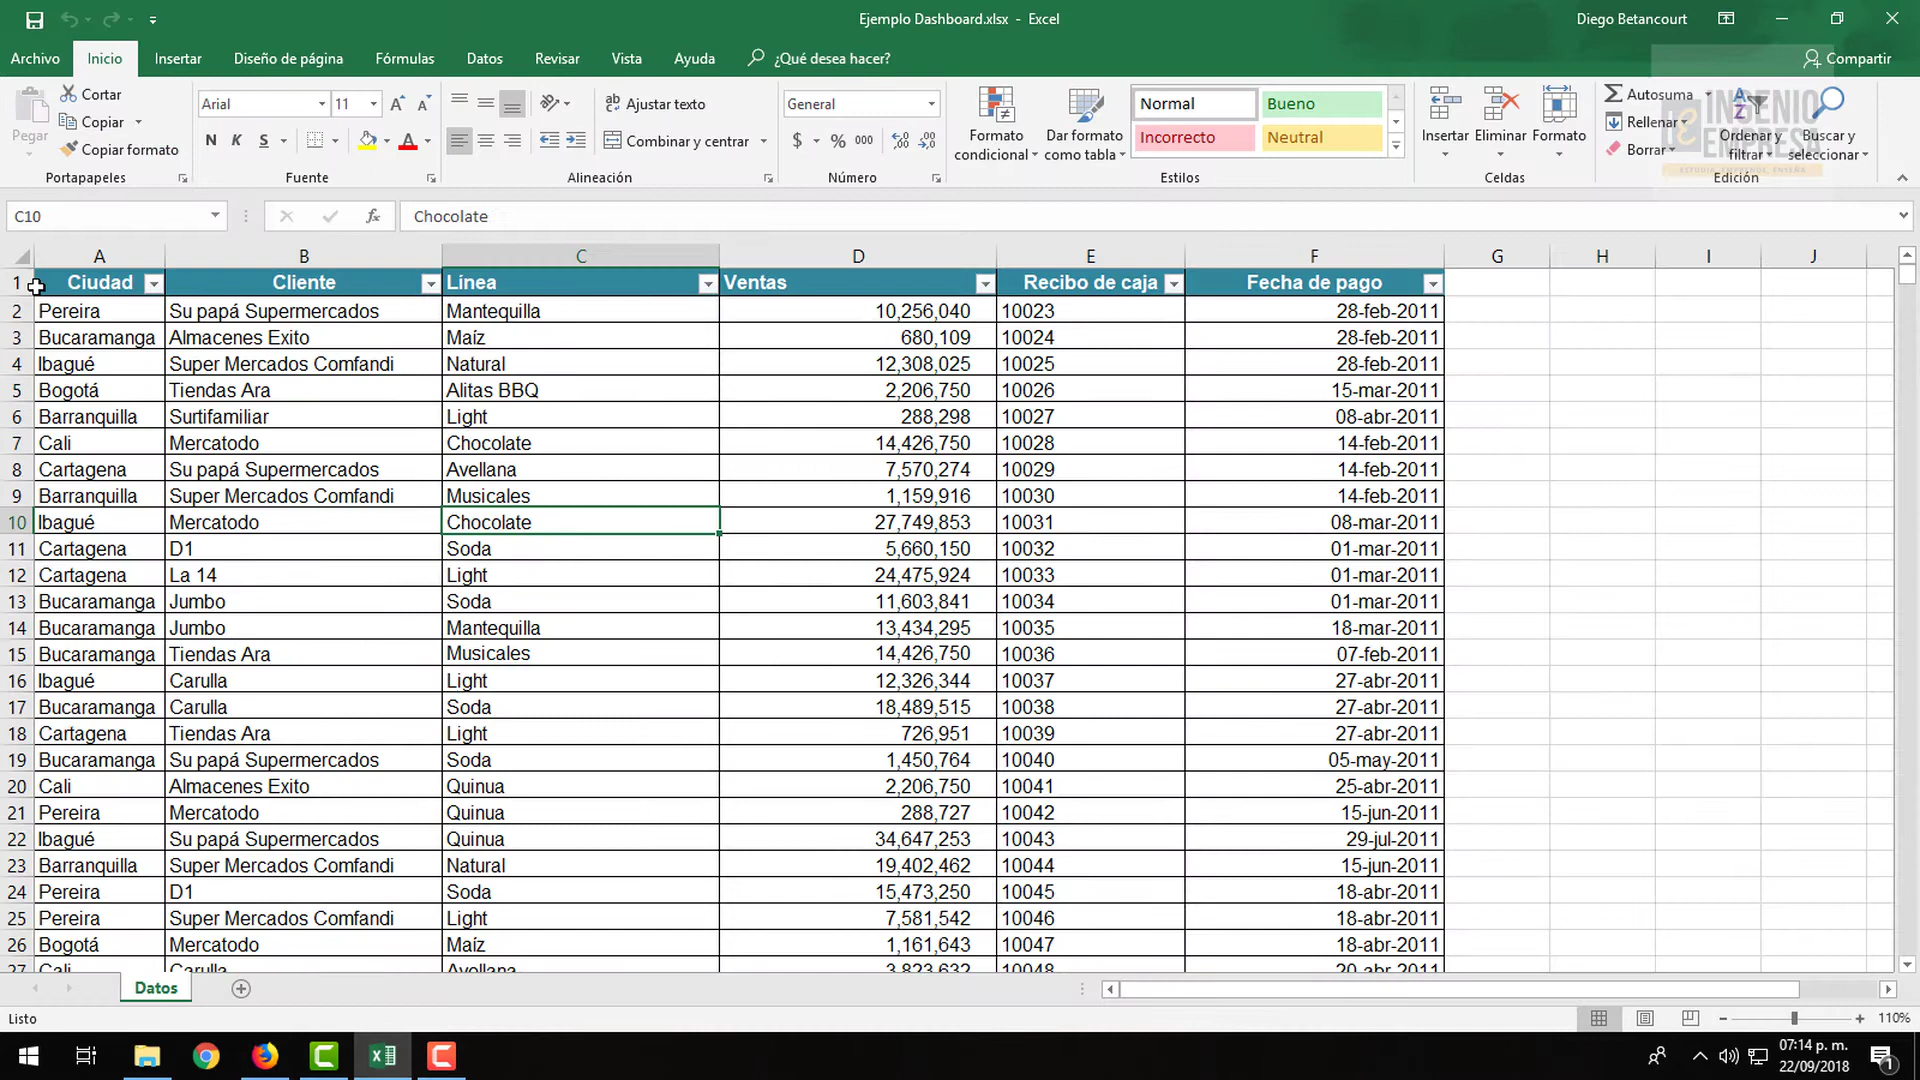 Ejemplo Dashboard.xlsx - Excel
Diego Betancourt
Archivo Inicio Insertar Diseño de página Fórmulas Datos Revisar Vista Ayuda ¿Qué desea hacer? Compartir
Pegar
Cortar
Copiar
Copiar formato
Portapapeles
Arial 11
N K S
Fuente
Ajustar texto
Combinar y centrar
Alineación
General
$ % 000
Número
Formato condicional
Dar formato como tabla
Normal Bueno
Incorrecto Neutral
Estilos
Insertar Eliminar Formato
Celdas
Autosuma
Rellenar
Borrar
Ordenar y filtrar
Buscar y seleccionar
Edición
INGENIO
EMPRESA
C10 fx Chocolate
A B C D E F G H I J
1 Ciudad Cliente Línea Ventas Recibo de caja Fecha de pago
2 Pereira Su papá Supermercados Mantequilla 10,256,040 10023 28-feb-2011
3 Bucaramanga Almacenes Exito Maíz 680,109 10024 28-feb-2011
4 Ibagué Super Mercados Comfandi Natural 12,308,025 10025 28-feb-2011
5 Bogotá Tiendas Ara Alitas BBQ 2,206,750 10026 15-mar-2011
6 Barranquilla Surtifamiliar Light 288,298 10027 08-abr-2011
7 Cali Mercatodo Chocolate 14,426,750 10028 14-feb-2011
8 Cartagena Su papá Supermercados Avellana 7,570,274 10029 14-feb-2011
9 Barranquilla Super Mercados Comfandi Musicales 1,159,916 10030 14-feb-2011
10 Ibagué Mercatodo Chocolate 27,749,853 10031 08-mar-2011
11 Cartagena D1 Soda 5,660,150 10032 01-mar-2011
12 Cartagena La 14 Light 24,475,924 10033 01-mar-2011
13 Bucaramanga Jumbo Soda 11,603,841 10034 01-mar-2011
14 Bucaramanga Jumbo Mantequilla 13,434,295 10035 18-mar-2011
15 Bucaramanga Tiendas Ara Musicales 14,426,750 10036 07-feb-2011
16 Ibagué Carulla Light 12,326,344 10037 27-abr-2011
17 Bucaramanga Carulla Soda 18,489,515 10038 27-abr-2011
18 Cartagena Tiendas Ara Light 726,951 10039 27-abr-2011
19 Bucaramanga Su papá Supermercados Soda 1,450,764 10040 05-may-2011
20 Cali Almacenes Exito Quinua 2,206,750 10041 25-abr-2011
21 Pereira Mercatodo Quinua 288,727 10042 15-jun-2011
22 Ibagué Su papá Supermercados Quinua 34,647,253 10043 29-jul-2011
23 Barranquilla Super Mercados Comfandi Natural 19,402,462 10044 15-jun-2011
24 Pereira D1 Soda 15,473,250 10045 18-abr-2011
25 Pereira Super Mercados Comfandi Light 7,581,542 10046 18-abr-2011
26 Bogotá Mercatodo Maíz 1,161,643 10047 18-abr-2011
27 Cali Carulla Avellana 3,823,632 10048 20-abr-2011
Datos
Listo
110%
07:14 p. m.
22/09/2018
1